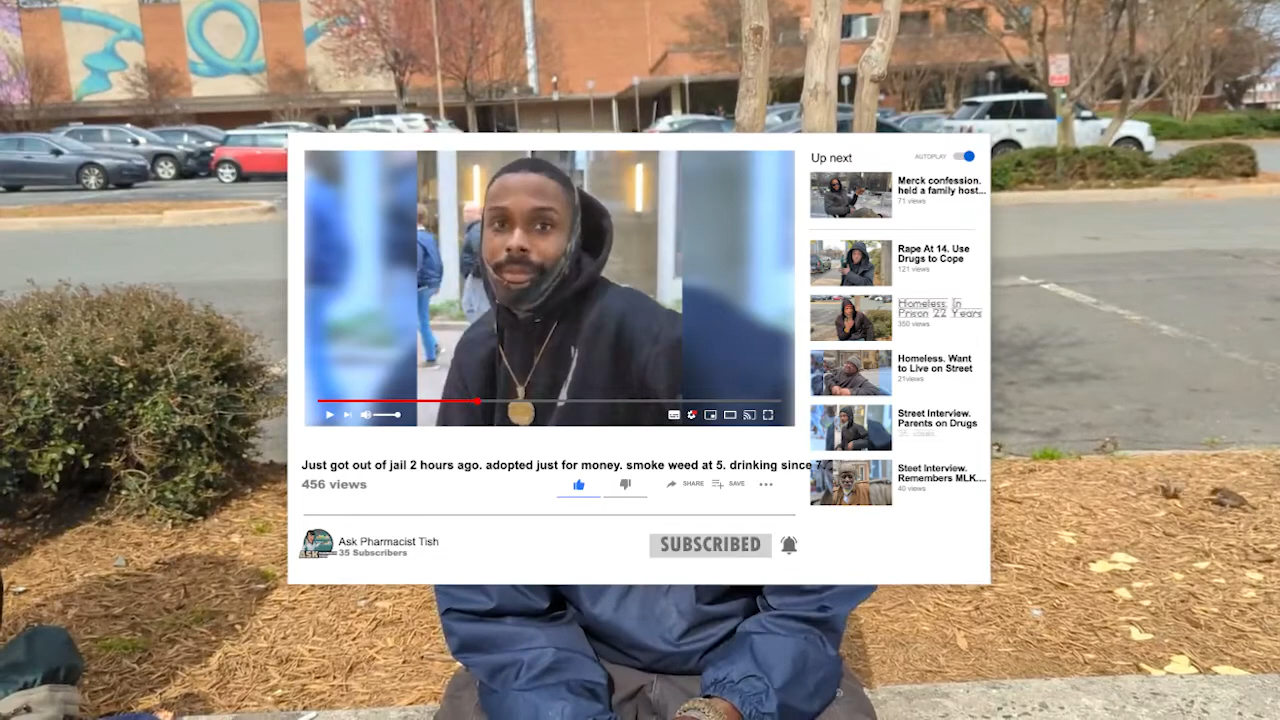 Up next
AUTOPLAY
Merck confession.
held a family host...
71 views
Rape At 14. Use
Drugs to Cope
121 views
Homeless. In
Prison 22 Years
350 views
Homeless. Want
to Live on Street
21views
Street Interview.
Parents on Drugs
Steet Interview.
Remembers MLK....
40 views
Just got out of jail 2 hours ago. adopted just for money. smoke weed at 5. drinking since 7.
456 views
SHARE
SAVE
Ask Pharmacist Tish
35 Subscribers
ASK
SUBSCRIBED